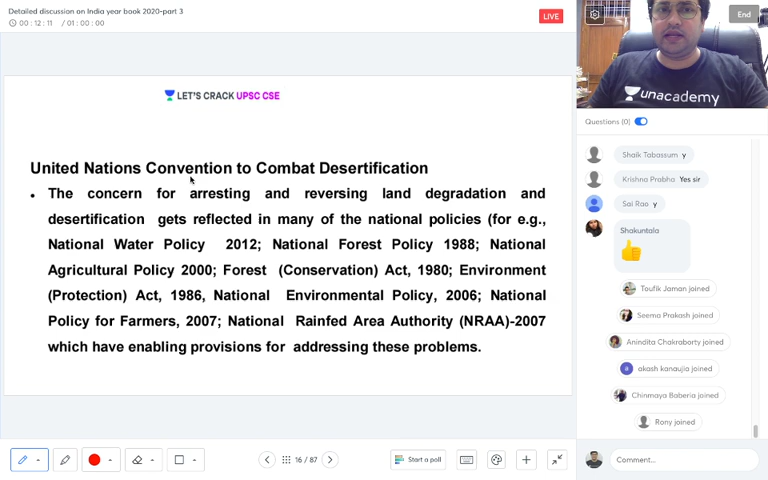 Detailed discussion on India year book 2020-part 3
00 : 12 : 11 / 01 : 00 : 00
LIVE
End
LET'S CRACK UPSC CSE
unacademy
United Nations Convention to Combat Desertification
• The concern for arresting and reversing land degradation and
desertification gets reflected in many of the national policies (for e.g.,
National Water Policy 2012; National Forest Policy 1988; National
Agricultural Policy 2000; Forest (Conservation) Act, 1980; Environment
(Protection) Act, 1986, National Environmental Policy, 2006; National
Policy for Farmers, 2007; National Rainfed Area Authority (NRAA)-2007
which have enabling provisions for addressing these problems.
Questions (0)
Shaik Tabassum y
Krishna Prabha Yes sir
Sai Rao y
Shakuntala
Toufik Jaman joined
Seema Prakash joined
Anindita Chakraborty joined
a akash kanaujia joined
Chinmaya Baberia joined
Rony joined
16 / 87
Start a poll
Comment...